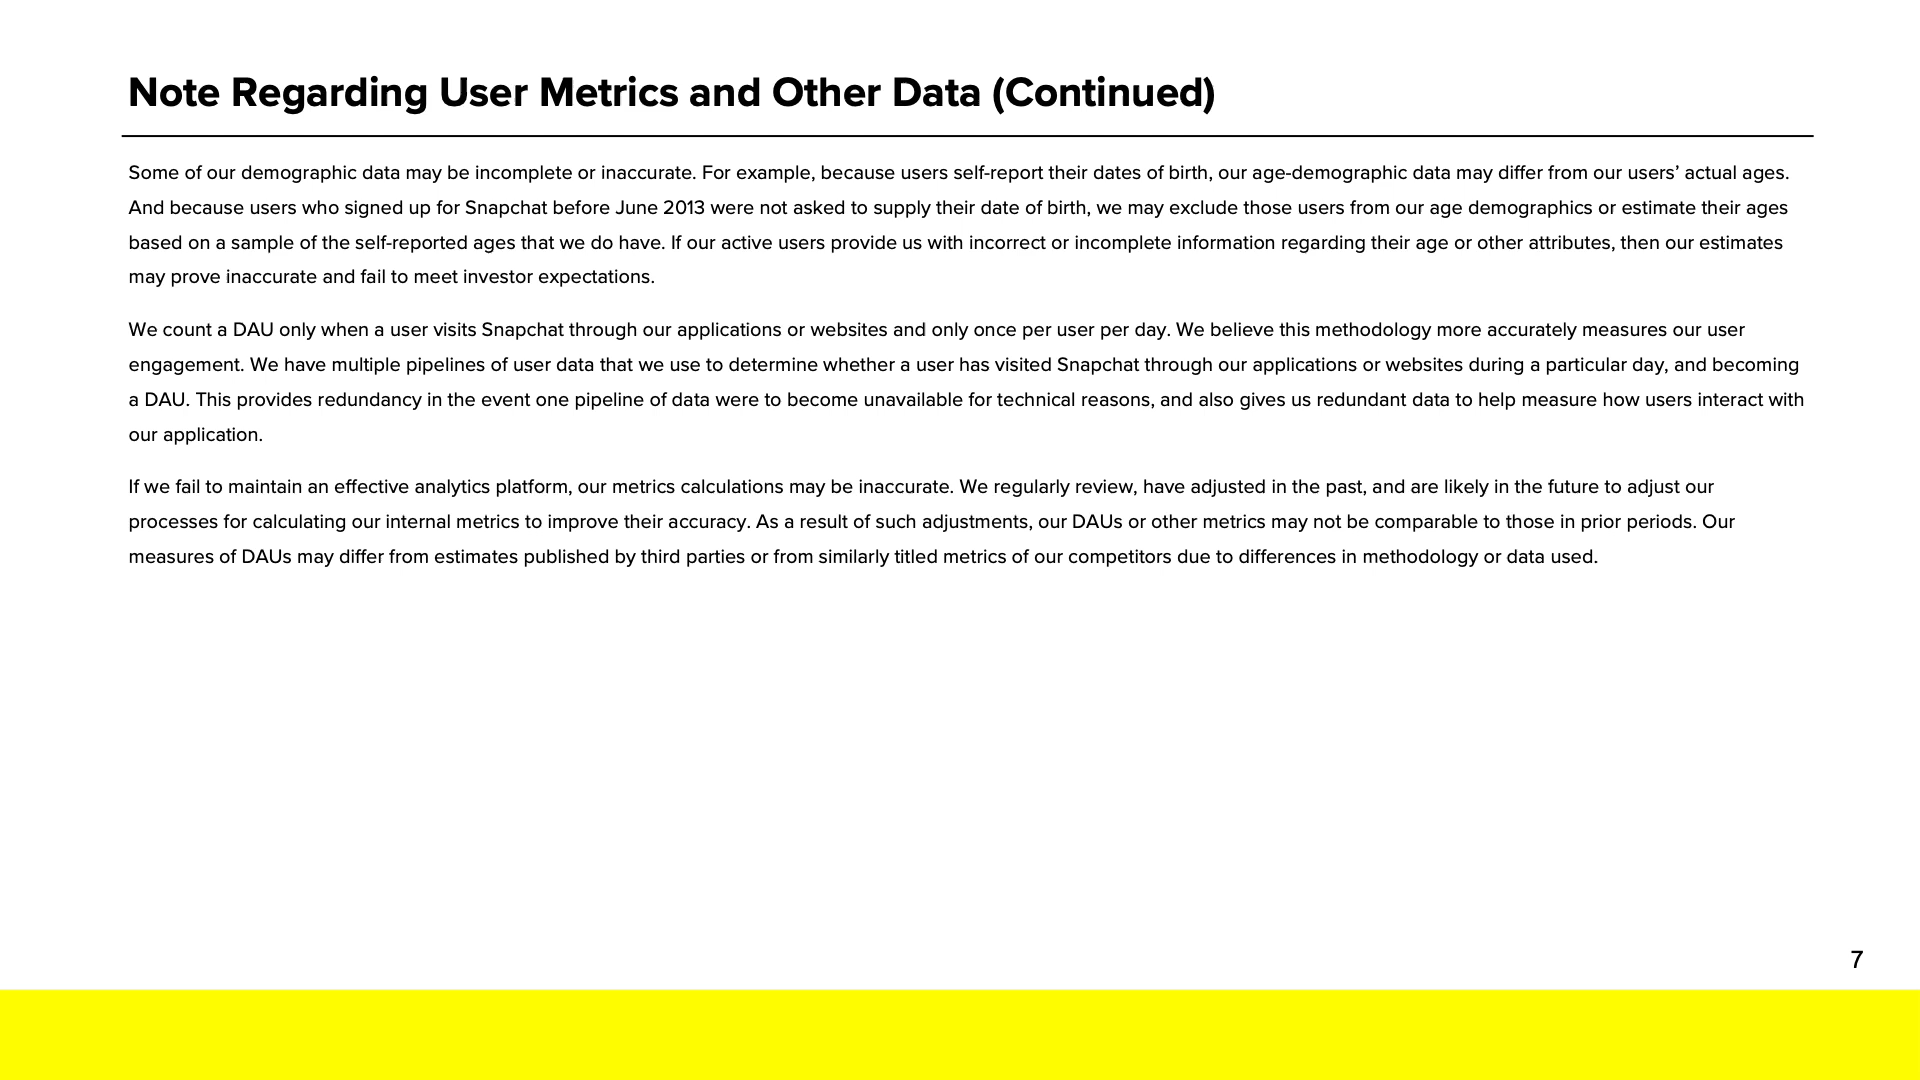 Note Regarding User Metrics and Other Data (Continued)
Some of our demographic data may be incomplete or inaccurate. For example, because users self-report their dates of birth, our age-demographic data may differ from our users’ actual ages.
And because users who signed up for Snapchat before June 2013 were not asked to supply their date of birth, we may exclude those users from our age demographics or estimate their ages
based on a sample of the self-reported ages that we do have. If our active users provide us with incorrect or incomplete information regarding their age or other attributes, then our estimates
may prove inaccurate and fail to meet investor expectations.
We count a DAU only when a user visits Snapchat through our applications or websites and only once per user per day. We believe this methodology more accurately measures our user
engagement. We have multiple pipelines of user data that we use to determine whether a user has visited Snapchat through our applications or websites during a particular day, and becoming
a DAU. This provides redundancy in the event one pipeline of data were to become unavailable for technical reasons, and also gives us redundant data to help measure how users interact with
our application.
If we fail to maintain an effective analytics platform, our metrics calculations may be inaccurate. We regularly review, have adjusted in the past, and are likely in the future to adjust our
processes for calculating our internal metrics to improve their accuracy. As a result of such adjustments, our DAUs or other metrics may not be comparable to those in prior periods. Our
measures of DAUs may differ from estimates published by third parties or from similarly titled metrics of our competitors due to differences in methodology or data used.
7